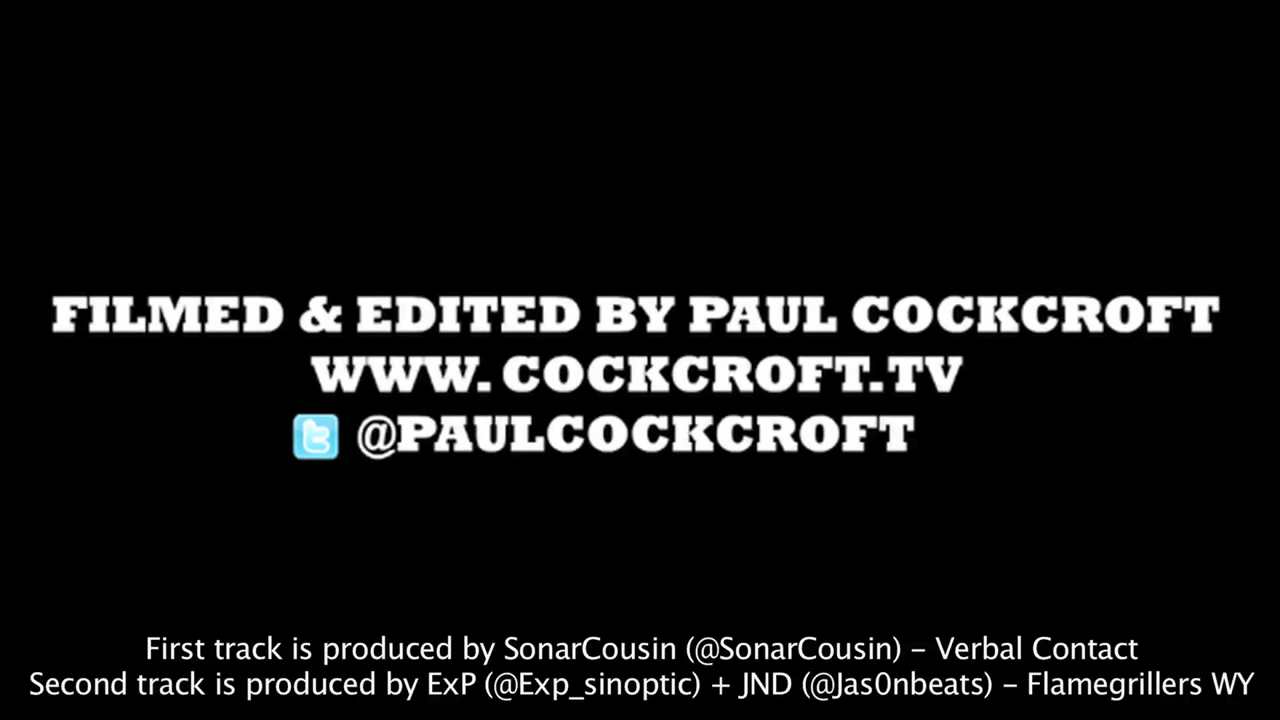 FILMED & EDITED BY PAUL COCKCROFT
WWW. COCKCROFT.TV
@PAULCOCKCROFT
First track is produced by SonarCousin (@SonarCousin) – Verbal Contact
Second track is produced by ExP (@Exp_sinoptic) + JND (@Jas0nbeats) – Flamegrillers WY